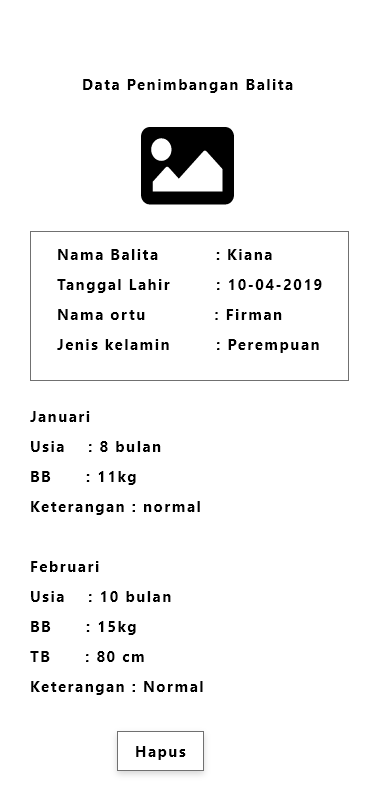 Data Penimbangan Balita
Nama Balita : Kiana
Tanggal Lahir : 10-04-2019
Nama ortu : Firman
Jenis kelamin : Perempuan
Januari
Usia : 8 bulan
BB : 11kg
Keterangan : normal
Februari
Usia : 10 bulan
BB : 15kg
TB : 80 cm
Keterangan : Normal
Hapus